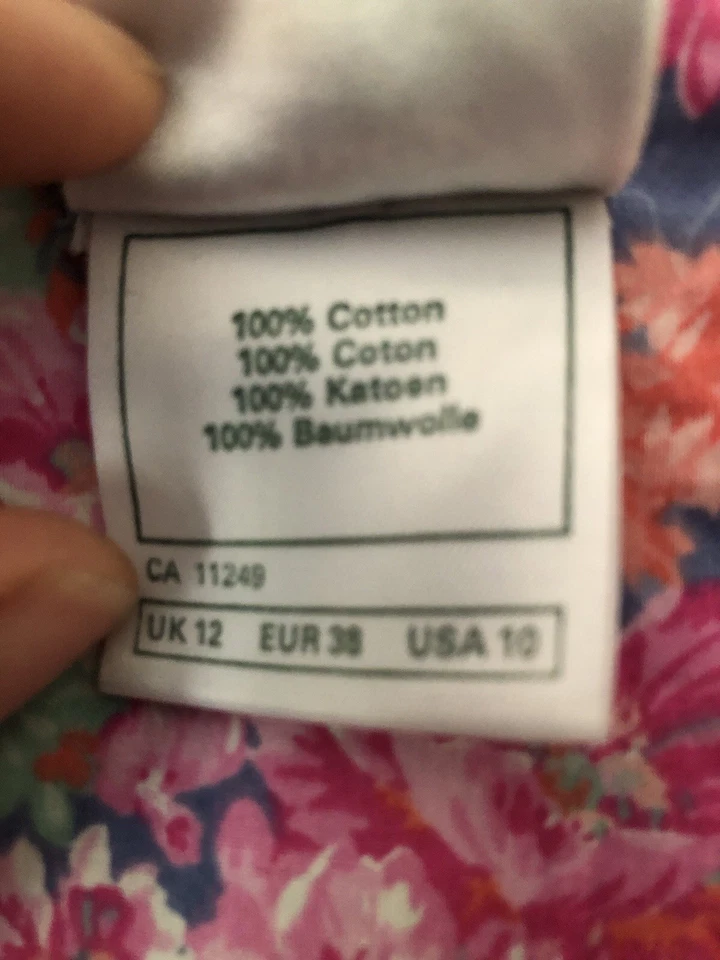 100% Cotton
100% Coton
100% Katoen
100% Baumwolle
CA 11249
UK 12 EUR 38 USA 10